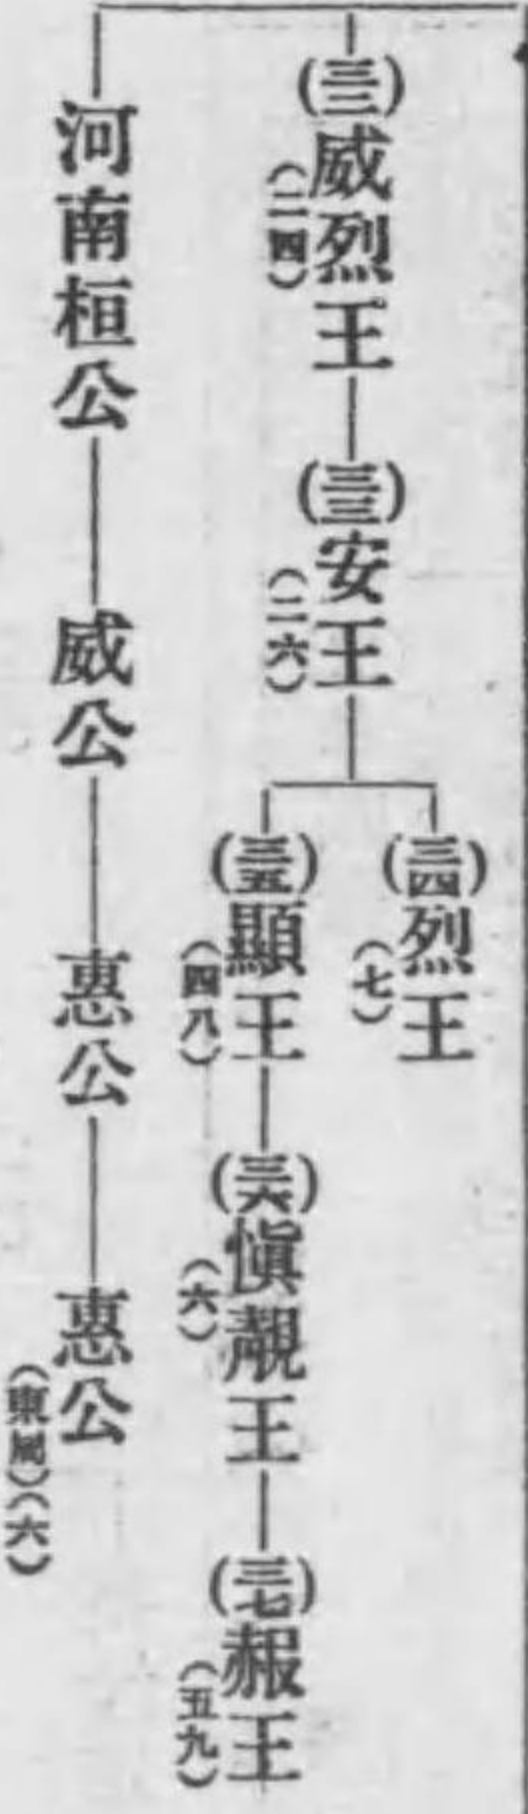 (三二)威烈王
(二四)
(三三)安王
(二六)
(三四)烈王
(七)
(三五)顯王
(四八)
(三六)愼靚王
(六)
(三七)赧王
(五九)
河南桓公
威公
惠公
惠公
(東周)(六)